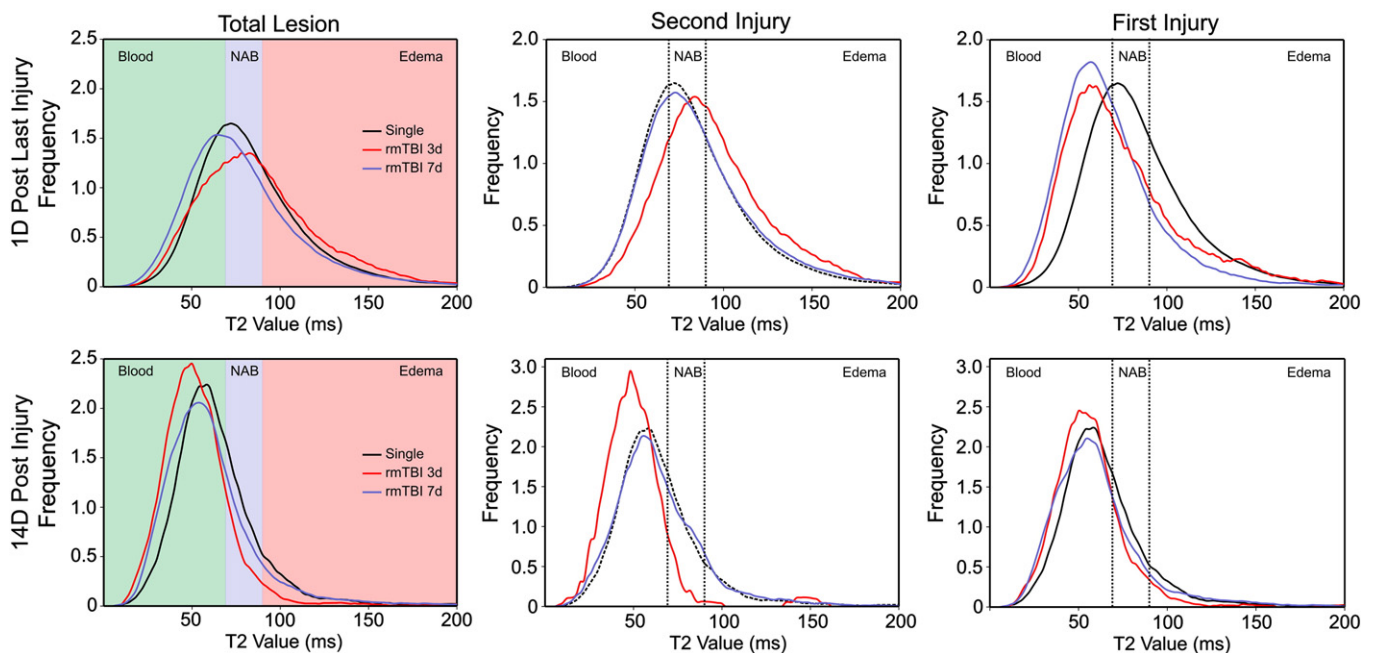 Total Lesion
Second Injury
First Injury
1D Post Last Injury
Frequency
2.5
2.0
1.5
1.0
0.5
0
Blood
NAB
Edema
Single
rmTBI 3d
rmTBI 7d
50
100
150
200
T2 Value (ms)
Frequency
2.0
1.5
1.0
0.5
0
Blood
NAB
Edema
50
100
150
200
T2 Value (ms)
Frequency
2.0
1.5
1.0
0.5
0
Blood
NAB
Edema
50
100
150
200
T2 Value (ms)
14D Post Injury
Frequency
2.5
2.0
1.5
1.0
0.5
0
Blood
NAB
Edema
Single
rmTBI 3d
rmTBI 7d
50
100
150
200
T2 Value (ms)
Frequency
3.0
2.5
2.0
1.5
1.0
0.5
0
Blood
NAB
Edema
50
100
150
200
T2 Value (ms)
Frequency
3.0
2.5
2.0
1.5
1.0
0.5
0
Blood
NAB
Edema
50
100
150
200
T2 Value (ms)